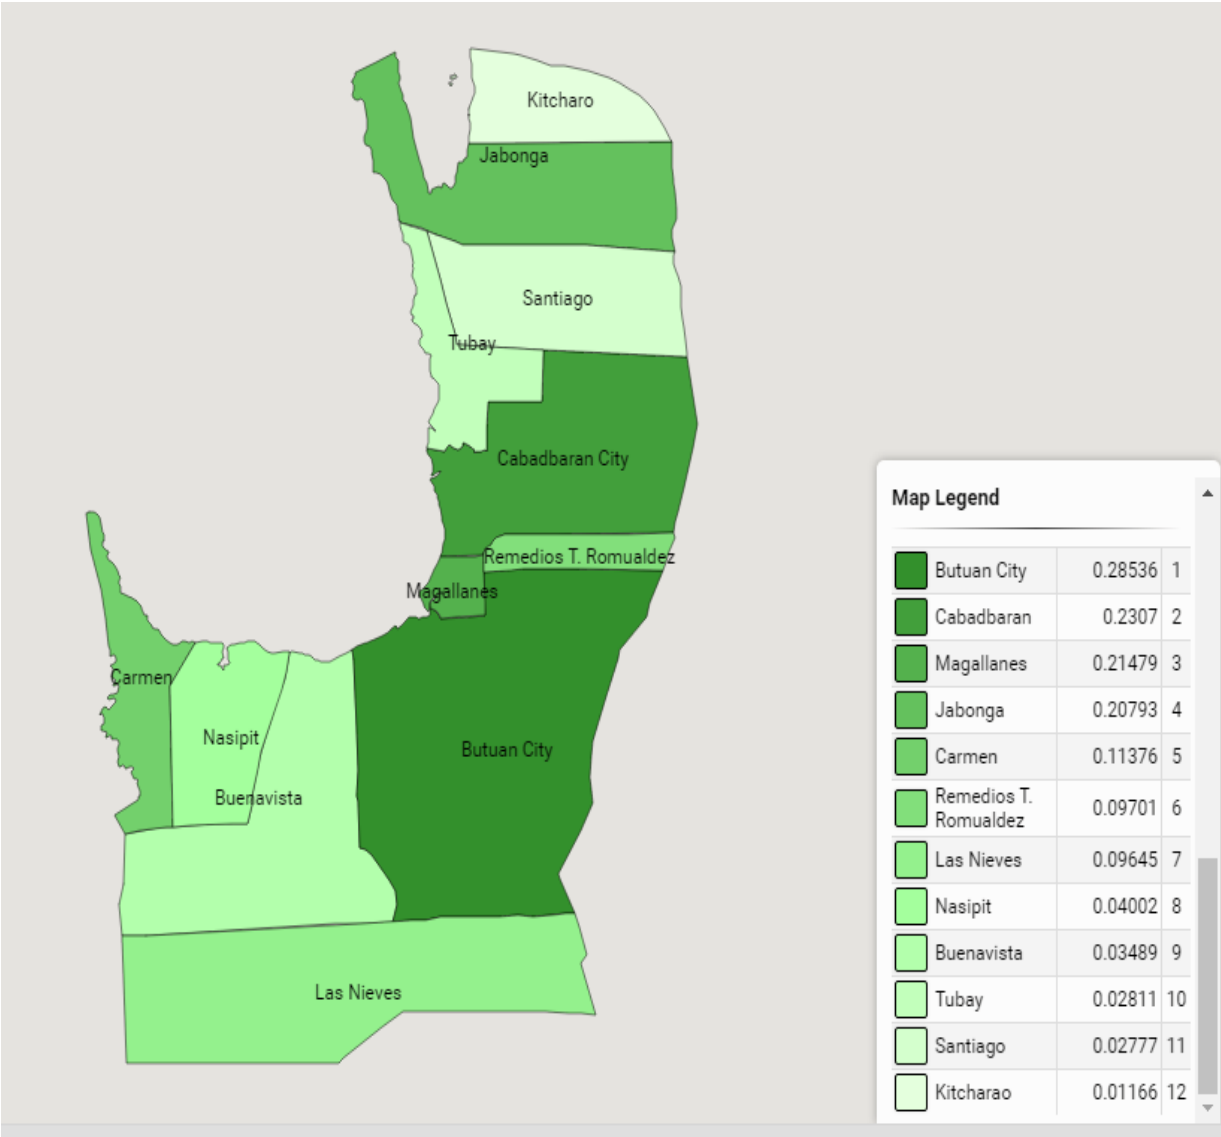 Kitcharo
Jabonga
Santiago
Tubay
Cabadbaran City
Remedios T. Romualdez
Magallanes
Carmen
Nasipit
Butuan City
Buenavista
Las Nieves
Map Legend
Butuan City 0.28536 1
Cabadbaran 0.2307 2
Magallanes 0.21479 3
Jabonga 0.20793 4
Carmen 0.11376 5
Remedios T.
Romualdez 0.09701 6
Las Nieves 0.09645 7
Nasipit 0.04002 8
Buenavista 0.03489 9
Tubay 0.02811 10
Santiago 0.02777 11
Kitcharao 0.01166 12